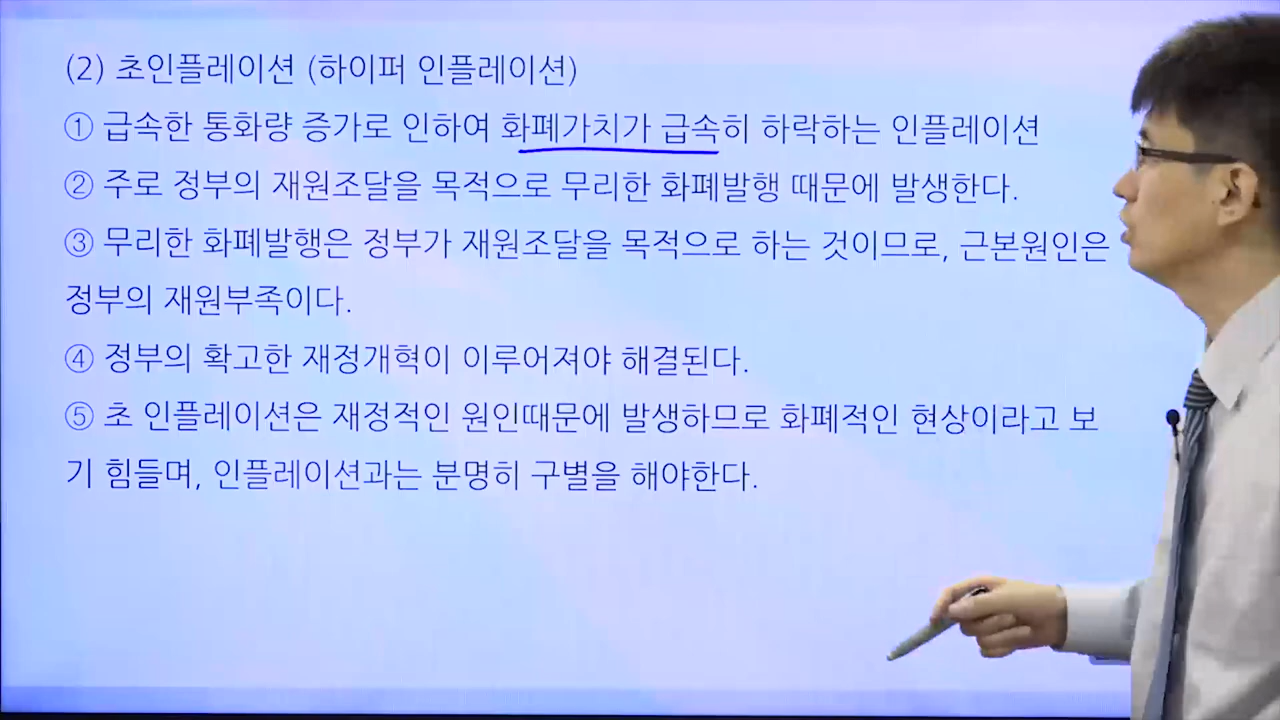 (2) 초인플레이션 (하이퍼 인플레이션)
① 급속한 통화량 증가로 인하여 화폐가치가 급속히 하락하는 인플레이션
② 주로 정부의 재원조달을 목적으로 무리한 화폐발행 때문에 발생한다.
③ 무리한 화폐발행은 정부가 재원조달을 목적으로 하는 것이므로, 근본원인은
정부의 재원부족이다.
④ 정부의 확고한 재정개혁이 이루어져야 해결된다.
⑤ 초 인플레이션은 재정적인 원인때문에 발생하므로 화폐적인 현상이라고 보
기 힘들며, 인플레이션과는 분명히 구별을 해야한다.